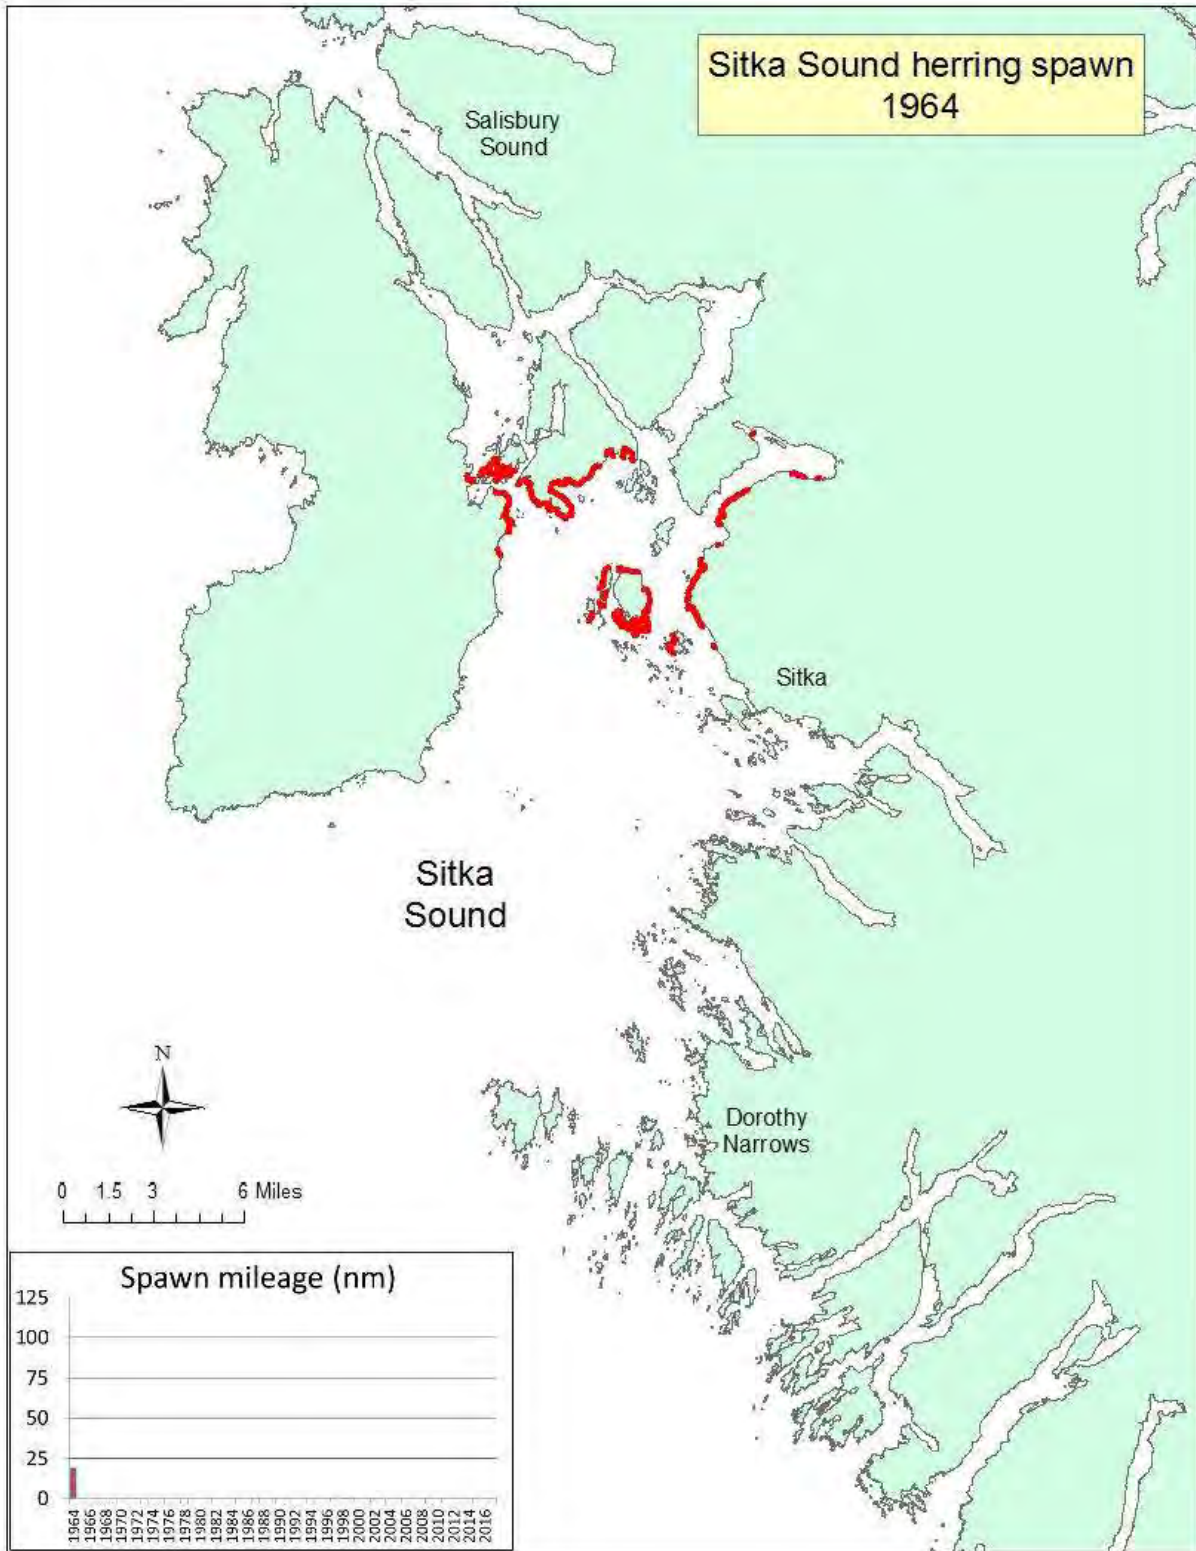 Sitka Sound herring spawn
1964
Salisbury
Sound
Sitka
Sitka
Sound
N
Dorothy
Narrows
0 1.5 3 6 Miles
Spawn mileage (nm)
125
100
75
50
25
0
1964 1966 1968 1970 1972 1974 1976 1978 1980 1982 1984 1986 1988 1990 1992 1994 1996 1998 2000 2002 2004 2006 2008 2010 2012 2014 2016